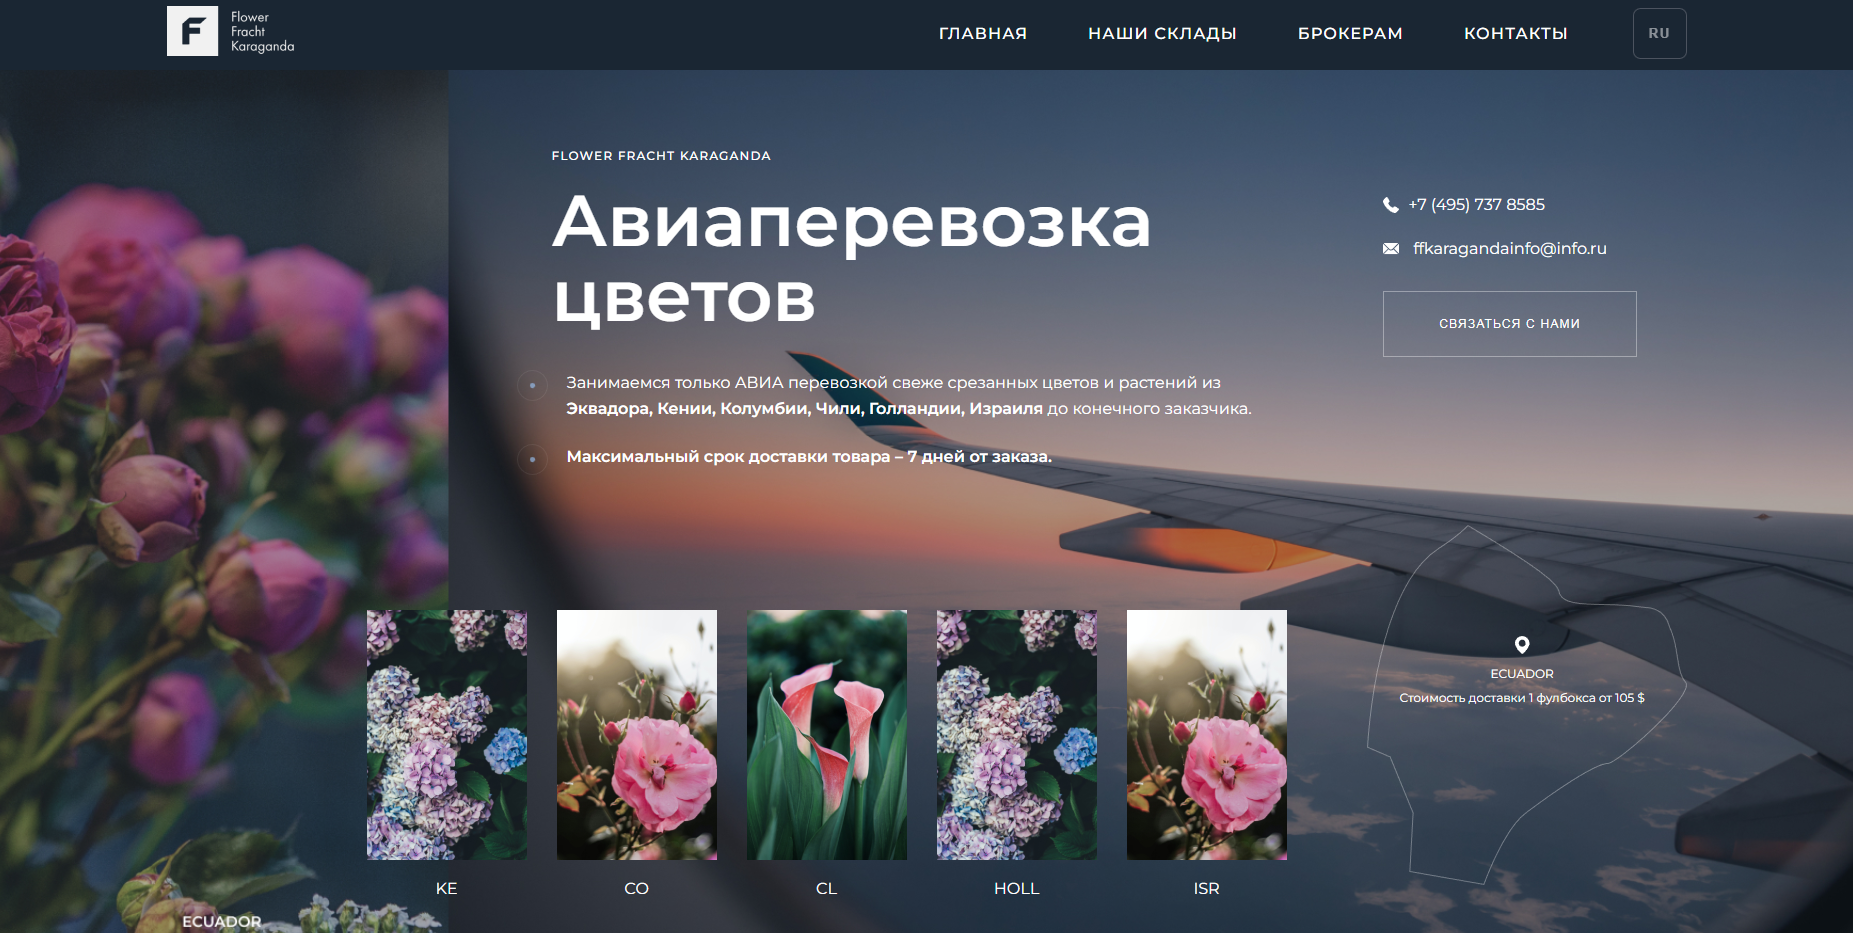 Flower
Fracht
Karaganda
ГЛАВНАЯ
НАШИ СКЛАДЫ
БРОКЕРАМ
КОНТАКТЫ
RU
FLOWER FRACHT KARAGANDA
Авиаперевозка
цветов
+7 (495) 737 8585
ffkaragandainfo@info.ru
СВЯЗАТЬСЯ С НАМИ
Занимаемся только АВИА перевозкой свеже срезанных цветов и растений из
Эквадора, Кении, Колумбии, Чили, Голландии, Израиля до конечного заказчика.
Максимальный срок доставки товара – 7 дней от заказа.
ECUADOR
Стоимость доставки 1 фулбокса от 105 $
KE
CO
CL
HOLL
ISR
ECUADOR